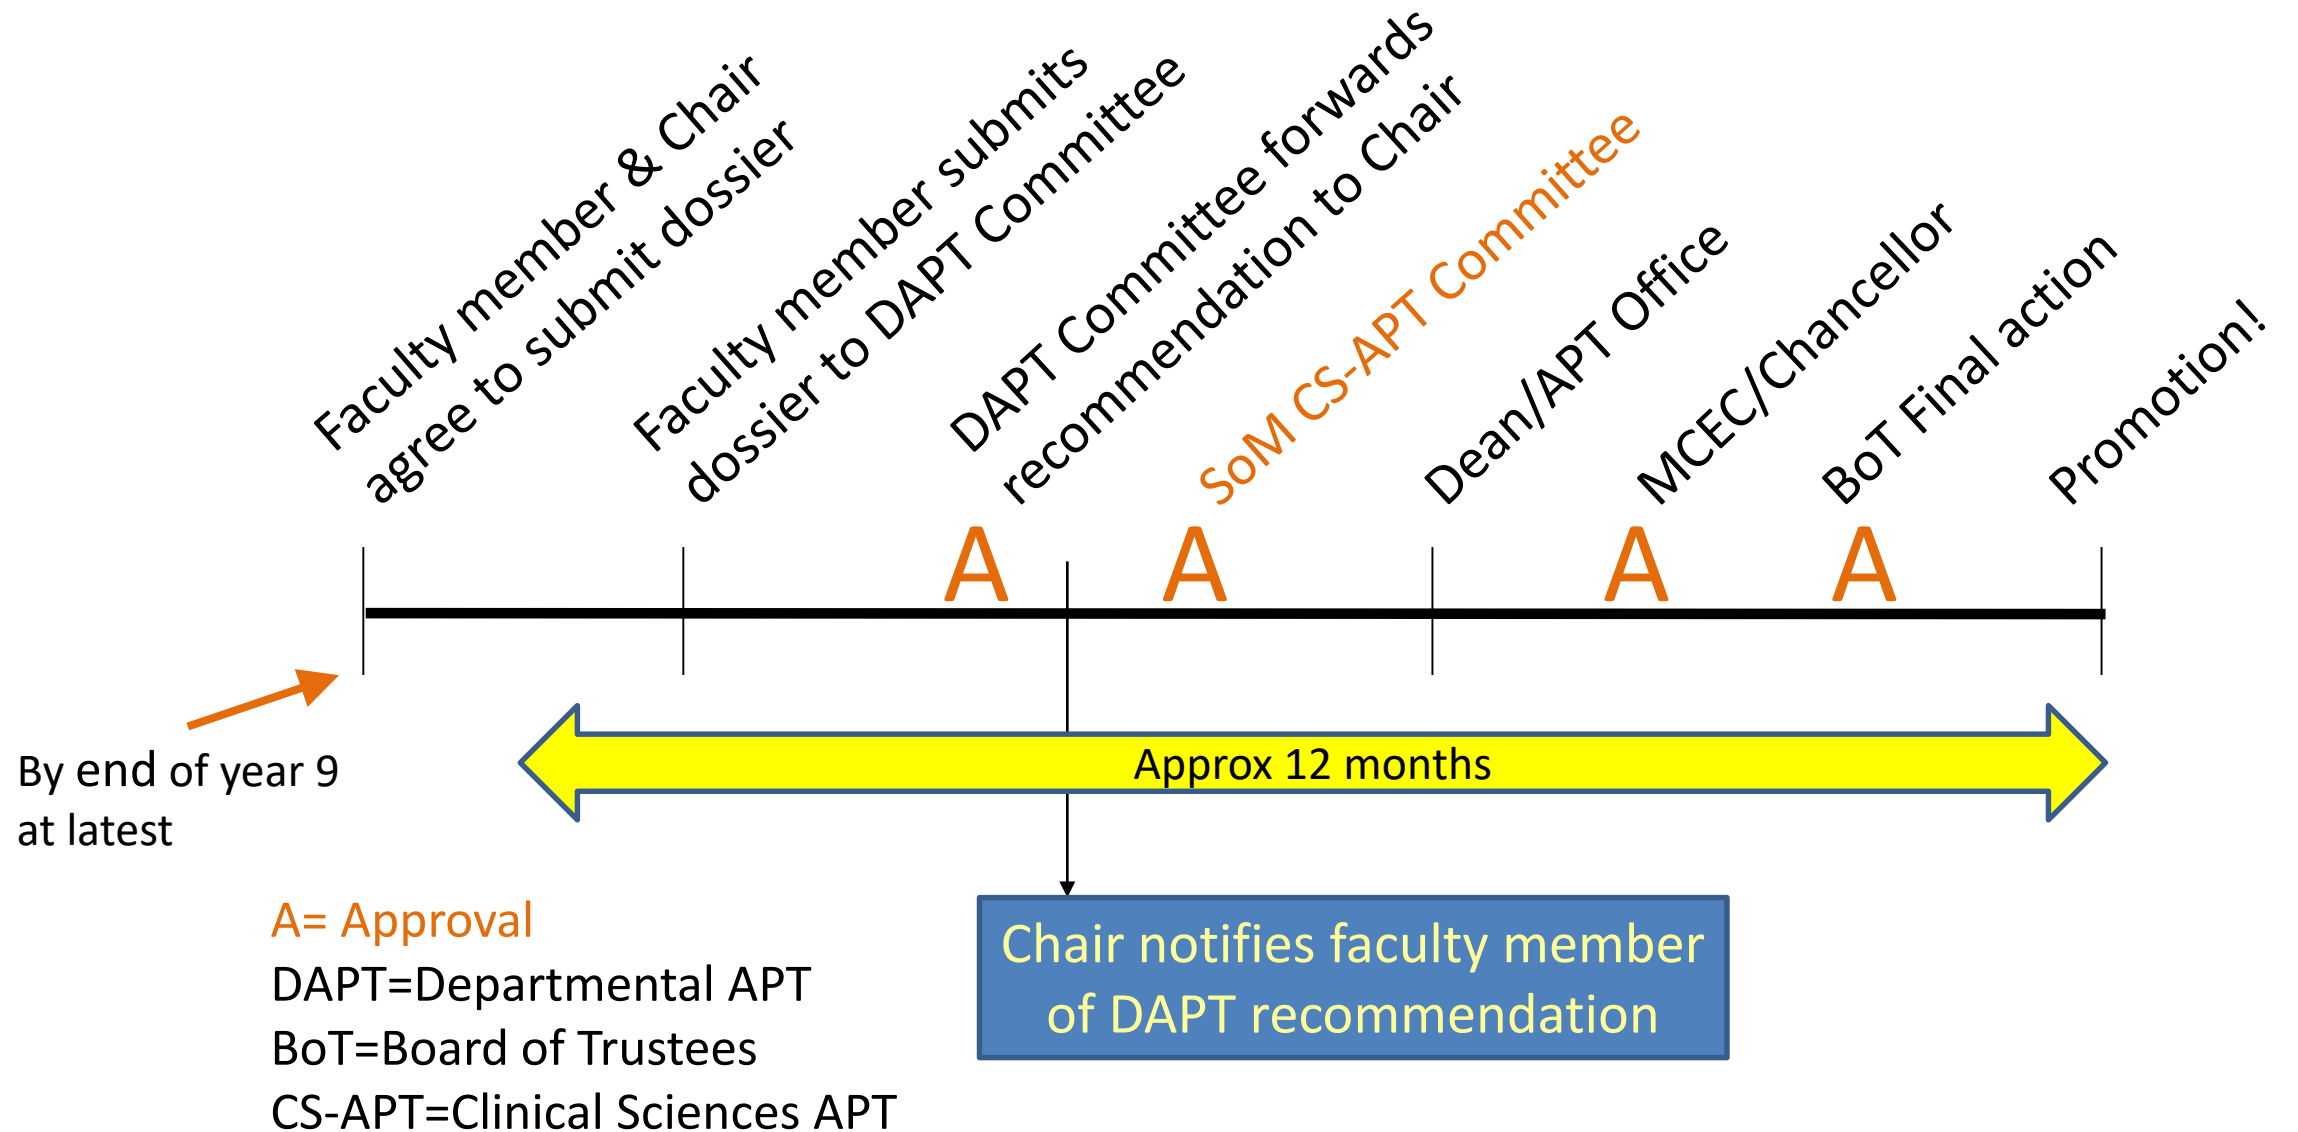 Faculty member & Chair
agree to submit dossier
Faculty member submits
dossier to DAPT Committee
DAPT Committee forwards
recommendation to Chair
SoM CS-APT Committee
Dean/APT Office
MCEC/Chancellor
BoT Final action
Promotion!
A
A
A
A
By end of year 9
at latest
Approx 12 months
Chair notifies faculty member
of DAPT recommendation
A= Approval
DAPT=Departmental APT
BoT=Board of Trustees
CS-APT=Clinical Sciences APT